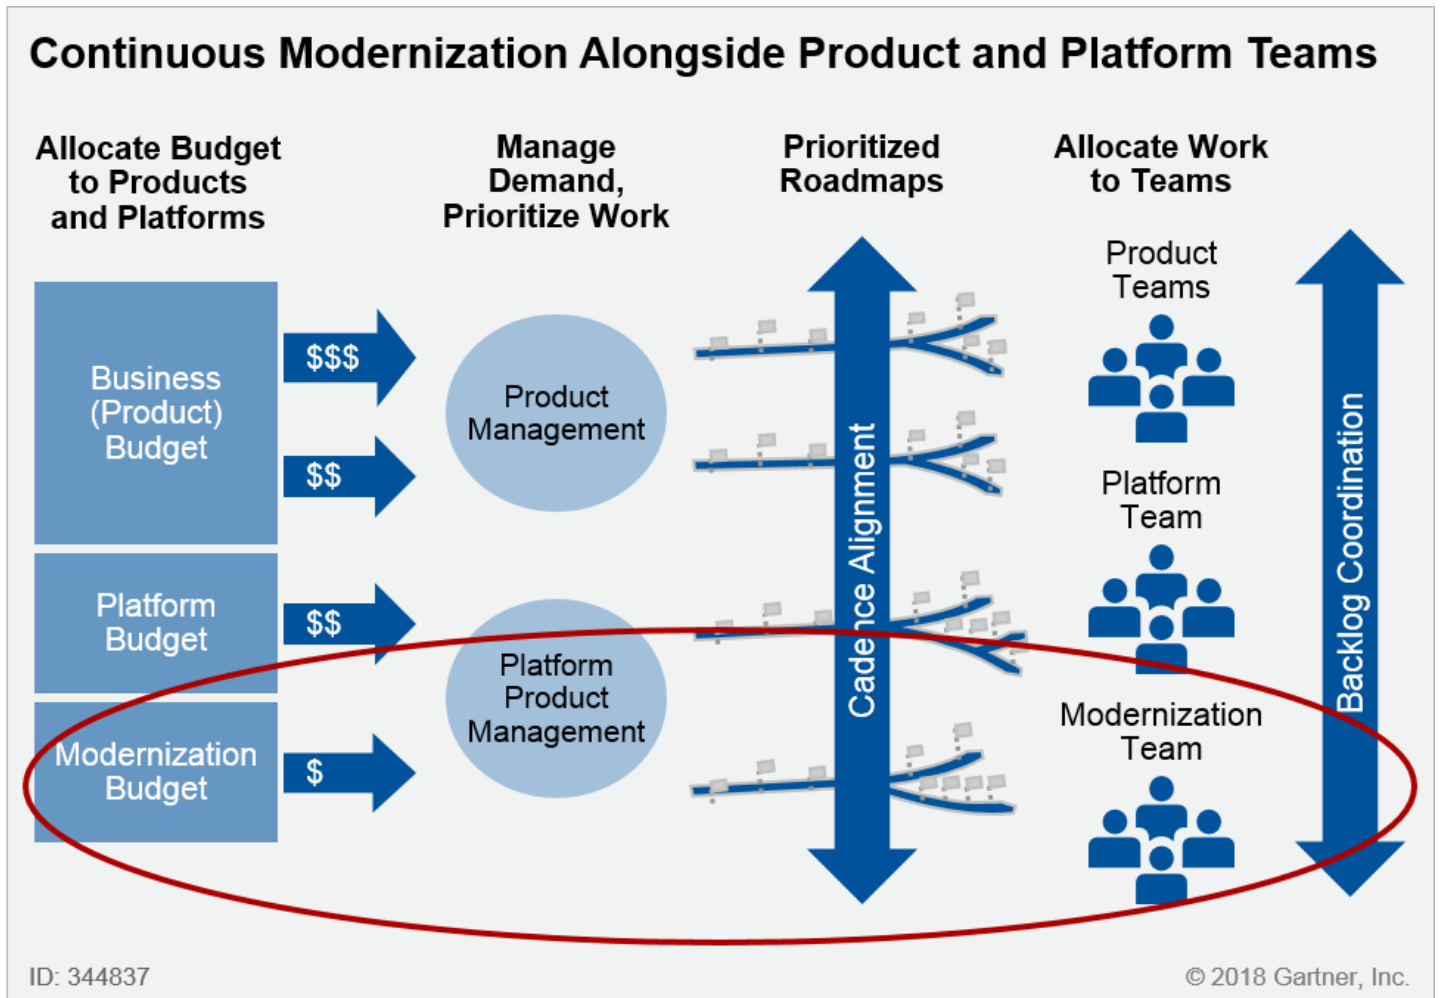 Continuous Modernization Alongside Product and Platform Teams
Allocate Budget
to Products
and Platforms
Manage
Demand,
Prioritize Work
Prioritized
Roadmaps
Allocate Work
to Teams
Business
(Product)
Budget
$$$
$$
Product
Management
Product
Teams
Platform
Budget
$$
Platform
Product
Management
Platform
Team
Modernization
Budget
$
Modernization
Team
Cadence Alignment
Backlog Coordination
ID: 344837
© 2018 Gartner, Inc.